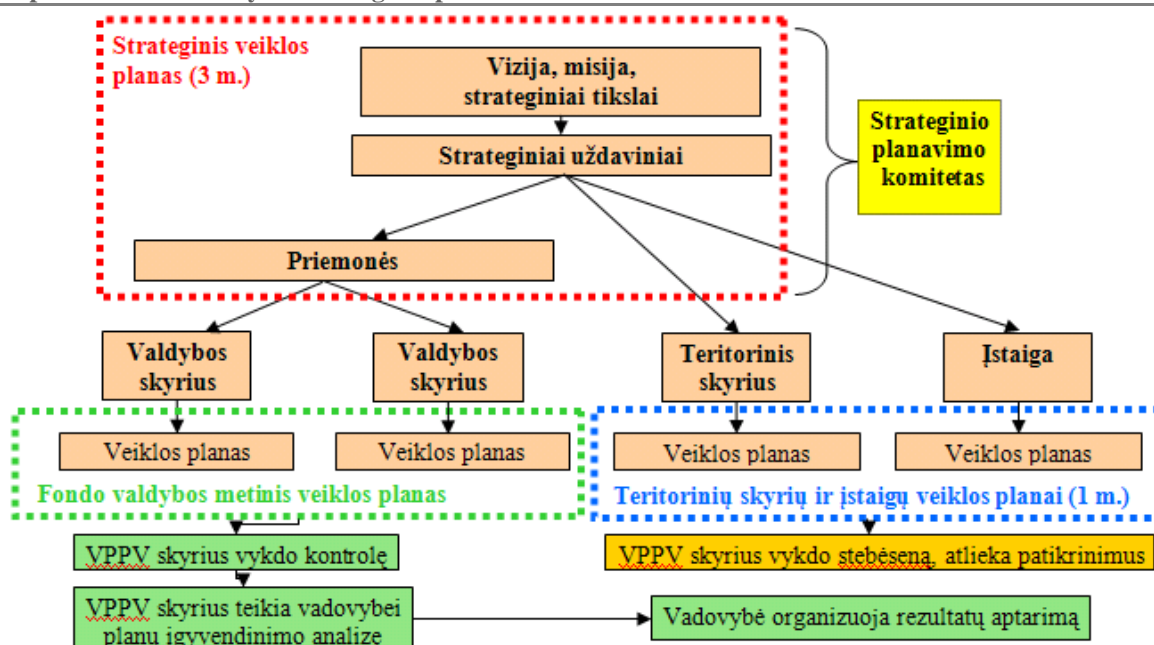 Strateginis veiklos
planas (3 m.)
Vizija, misija,
strateginiai tikslai
Strateginiai uždaviniai
Strateginio
planavimo
komitetas
Priemonės
Valdybos
skyrius
Valdybos
skyrius
Teritorinis
skyrius
Įstaiga
Veiklos planas
Veiklos planas
Veiklos planas
Veiklos planas
Fondo valdybos metinis veiklos planas
Teritorinių skyrių ir įstaigų veiklos planai (1 m.)
VPPV skyrius vykdo kontrolę
VPPV skyrius vykdo stebėseną, atlieka patikrinimus
VPPV skyrius teikia vadovybei
planų įgyvendinimo analizę
Vadovybė organizuoja rezultatų aptarimą